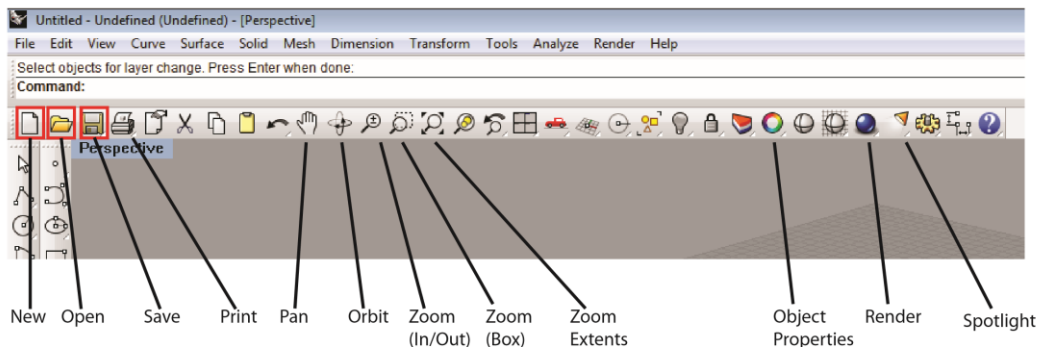 Untitled - Undefined (Undefined) - [Perspective]
File Edit View Curve Surface Solid Mesh Dimension Transform Tools Analyze Render Help
Select objects for layer change. Press Enter when done:
Command:
Perspective
New Open Save Print Pan Orbit Zoom (In/Out) Zoom (Box) Zoom Extents Object Properties Render Spotlight